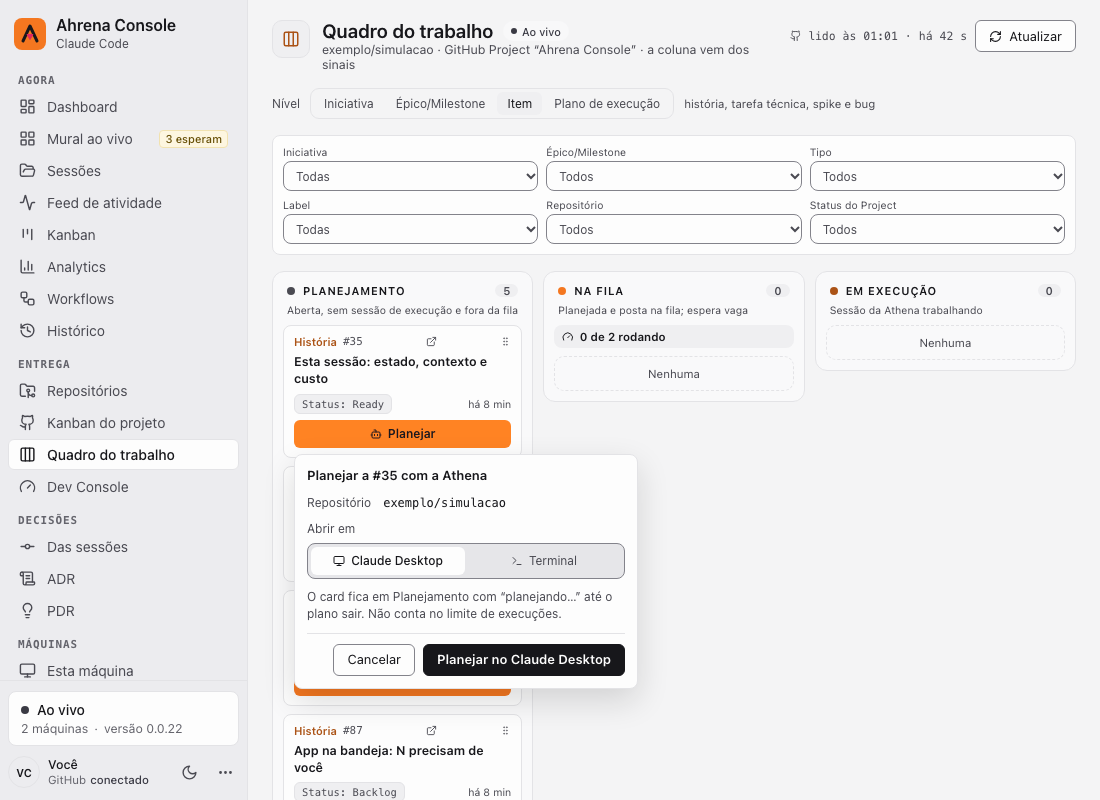 Ahrena Console
Claude Code
AGORA
Dashboard
Mural ao vivo
3 esperam
Sessões
Feed de atividade
Kanban
Analytics
Workflows
Histórico
ENTREGA
Repositórios
Kanban do projeto
Quadro do trabalho
Dev Console
DECISÕES
Das sessões
ADR
PDR
MÁQUINAS
Esta máquina
Ao vivo
2 máquinas · versão 0.0.22
VC
Você
GitHub conectado
Quadro do trabalho
Ao vivo
exemplo/simulacao · GitHub Project “Ahrena Console” · a coluna vem dos
sinais
lido às 01:01 · há 42 s
Atualizar
Nível
Iniciativa
Épico/Milestone
Item
Plano de execução
história, tarefa técnica, spike e bug
Iniciativa
Todas
Épico/Milestone
Todos
Tipo
Todos
Label
Todas
Repositório
Todos
Status do Project
Todos
PLANEJAMENTO
5
Aberta, sem sessão de execução e fora da fila
História #35
Esta sessão: estado, contexto e
custo
Status: Ready
há 8 min
Planejar
Planejar a #35 com a Athena
Repositório exemplo/simulacao
Abrir em
Claude Desktop
Terminal
O card fica em Planejamento com “planejando…” até o
plano sair. Não conta no limite de execuções.
Cancelar
Planejar no Claude Desktop
História #87
App na bandeja: N precisam de
você
Status: Backlog
há 8 min
NA FILA
0
Planejada e posta na fila; espera vaga
0 de 2 rodando
Nenhuma
EM EXECUÇÃO
0
Sessão da Athena trabalhando
Nenhuma